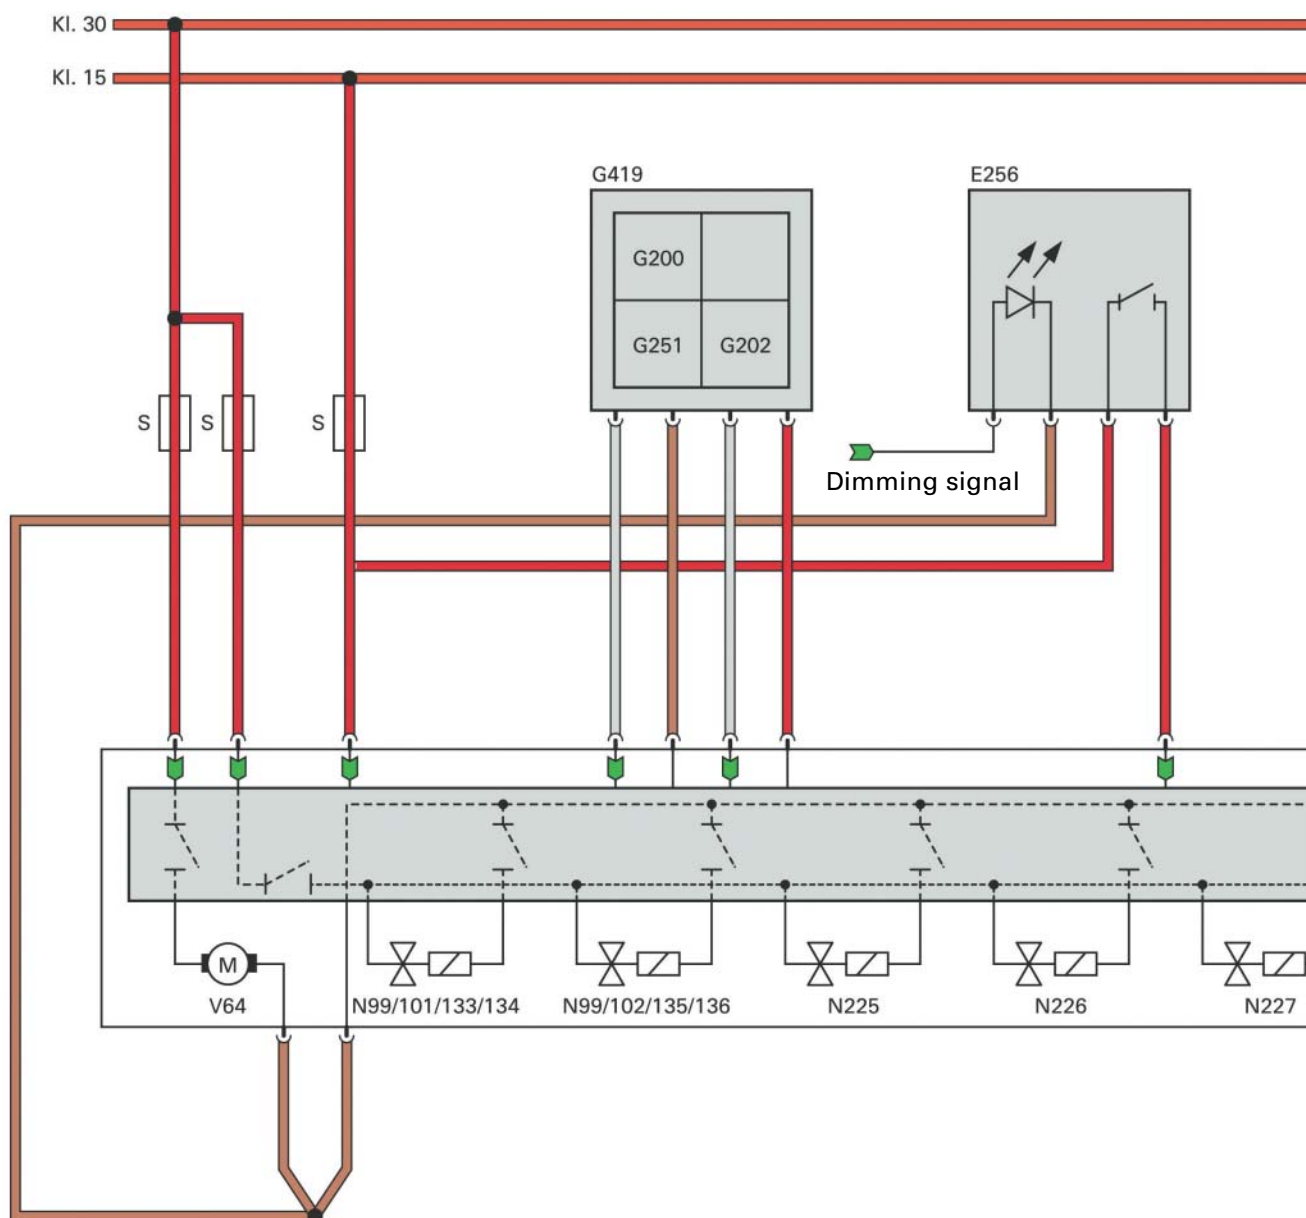 Kl. 30
Kl. 15
G419
E256
G200
G251
G202
S
S
S
Dimming signal
M
V64
N99/101/133/134
N99/102/135/136
N225
N226
N227